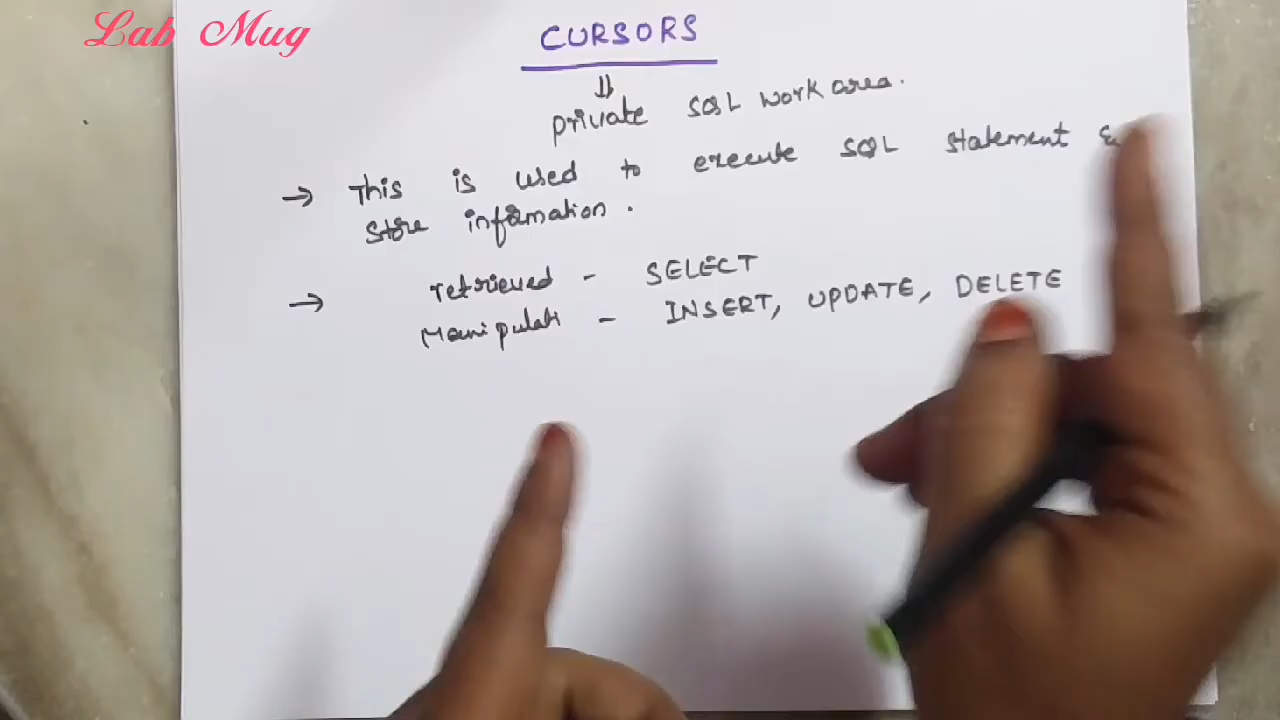 Lab Mug
CURSORS
⇓
private SQL work area.
→ This is used to execute SQL statement &
store information.
→ retrieved - SELECT
Manipulati - INSERT, UPDATE, DELETE